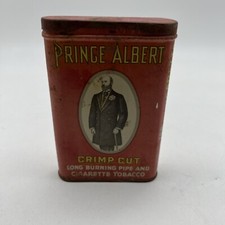 PRINCE ALBERT
CRIMP CUT
LONG BURNING PIPE AND
CIGARETTE TOBACCO